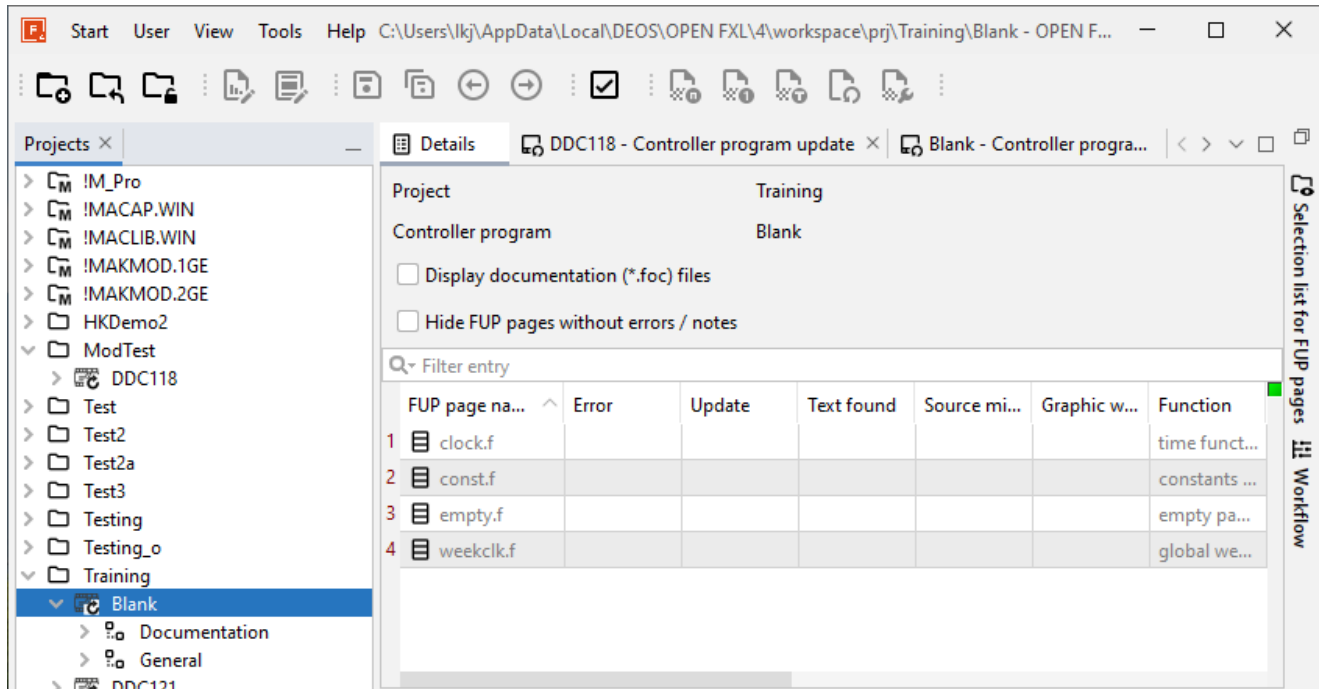 Start User View Tools Help C:\Users\lkj\AppData\Local\DEOS\OPEN FXL\4\workspace\prj\Training\Blank - OPEN F...
Projects
Details DDC118 - Controller program update Blank - Controller progra...
!M_Pro
!MACAP.WIN
!MACLIB.WIN
!MAKMOD.1GE
!MAKMOD.2GE
HKDemo2
ModTest
DDC118
Test
Test2
Test2a
Test3
Testing
Testing_o
Training
Blank
Documentation
General
DDC121
Project Training
Controller program Blank
Display documentation (*.foc) files
Hide FUP pages without errors / notes
Filter entry
FUP page na... Error Update Text found Source mi... Graphic w... Function
1 clock.f time funct...
2 const.f constants ...
3 empty.f empty pa...
4 weekclk.f global we...
Selection list for FUP pages
Workflow